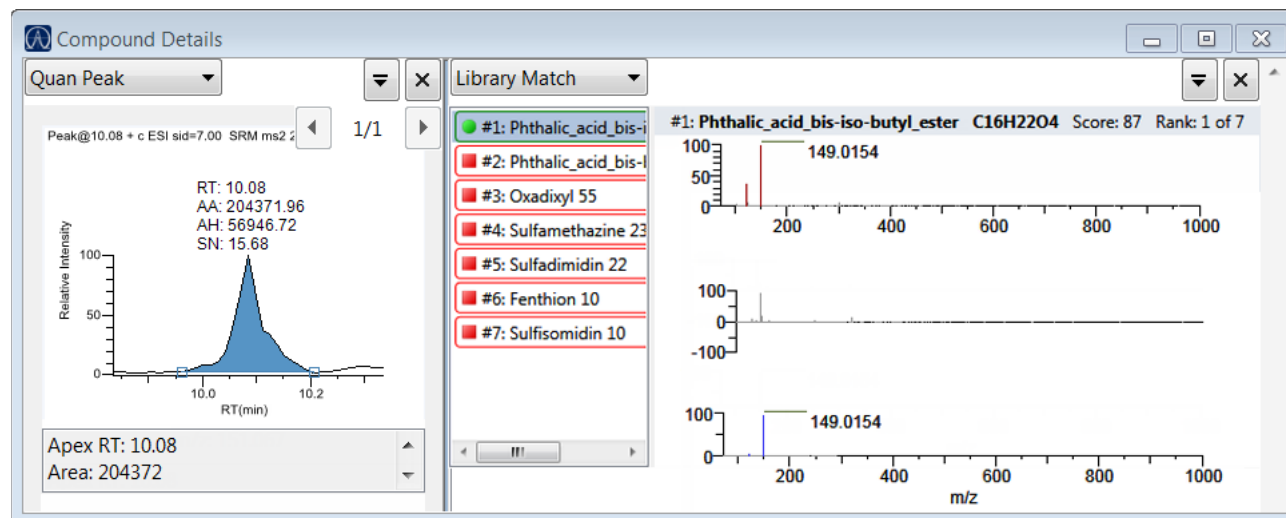 Compound Details
Quan Peak
Library Match
Peak@10.08 + c ESI sid=7.00 SRM ms2 2
1/1
RT: 10.08
AA: 204371.96
AH: 56946.72
SN: 15.68
Relative Intensity
100
50
0
10.0
10.2
RT(min)
Apex RT: 10.08
Area: 204372
#1: Phthalic_acid_bis-i
#2: Phthalic_acid_bis-
#3: Oxadixyl 55
#4: Sulfamethazine 23
#5: Sulfadimidin 22
#6: Fenthion 10
#7: Sulfisomidin 10
#1: Phthalic_acid_bis-iso-butyl_ester C16H22O4 Score: 87 Rank: 1 of 7
100
149.0154
50
0
200 400 600 800 1000
100
0
-100
100
149.0154
0
200 400 600 800 1000
m/z